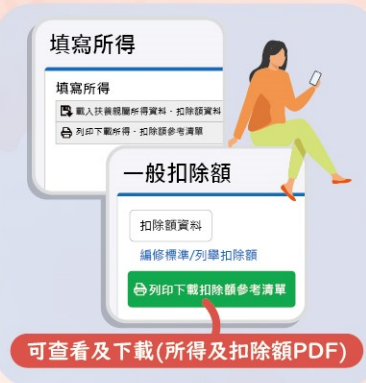 填寫所得
填寫所得
載入扶養親屬所得資料、扣除額資料
列印下載所得、扣除額參考清單
一般扣除額
扣除額資料
編修標準/列舉扣除額
列印下載扣除額參考清單
可查看及下載(所得及扣除額PDF)